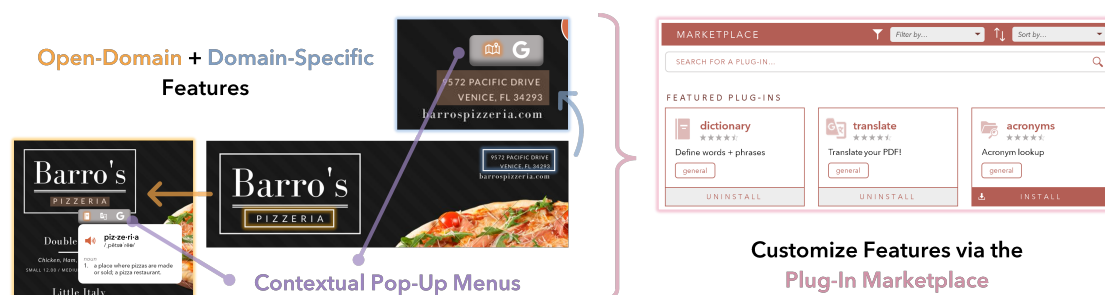 Open-Domain + Domain-Specific
Features
9572 PACIFIC DRIVE
VENICE, FL 34293
barrospizzeria.com
Barro's
PIZZERIA
piz·ze·ri·a
noun
1. a place where pizzas are made
or sold; a pizza restaurant.
Double
Chicken, Ham,
SMALL 12.00 / MEDIU
Little Italy
Barro's
PIZZERIA
9572 PACIFIC DRIVE
VENICE, FL 34293
barrospizzeria.com
Contextual Pop-Up Menus
MARKETPLACE
Filter by...
Sort by...
SEARCH FOR A PLUG-IN...
FEATURED PLUG-INS
dictionary
Define words + phrases
general
UNINSTALL
translate
Translate your PDF!
general
UNINSTALL
acronyms
Acronym lookup
general
INSTALL
Customize Features via the
Plug-In Marketplace